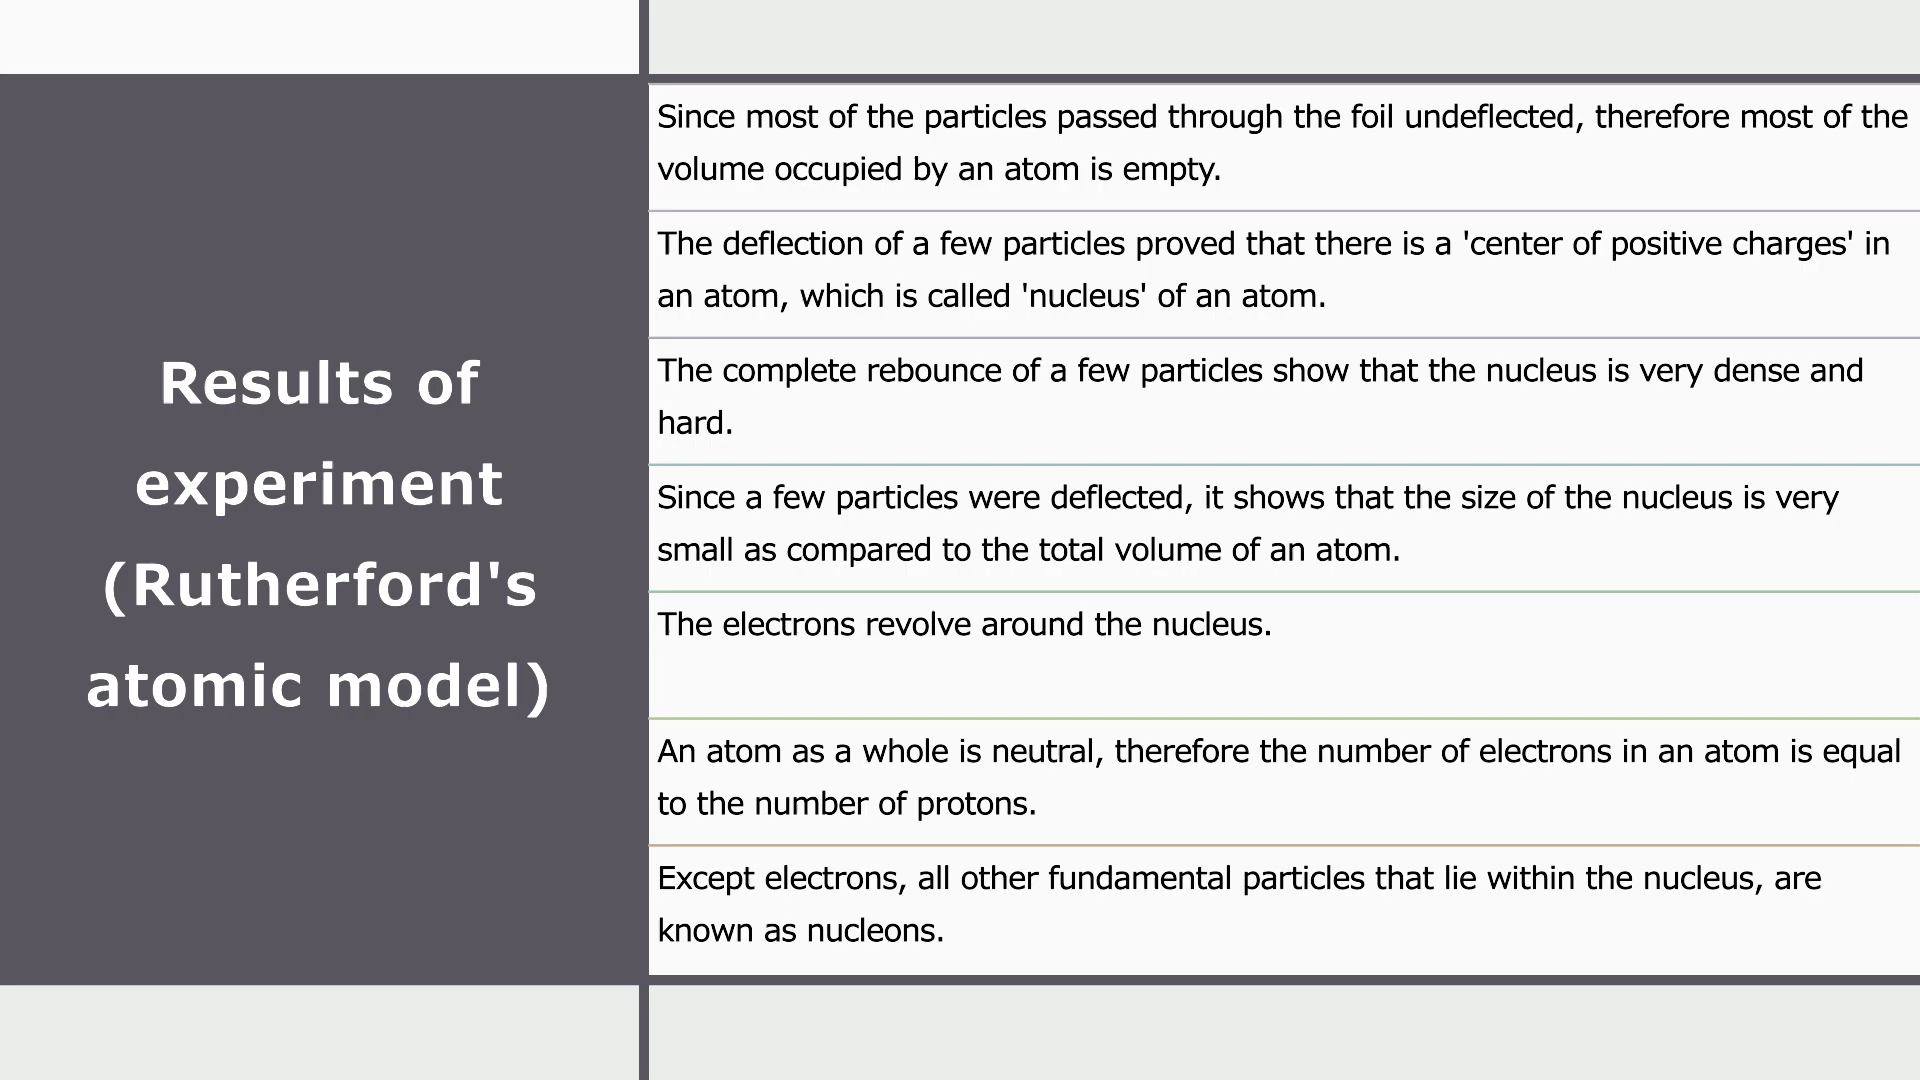 Results of
experiment
(Rutherford's
atomic model)
Since most of the particles passed through the foil undeflected, therefore most of the
volume occupied by an atom is empty.
The deflection of a few particles proved that there is a 'center of positive charges' in
an atom, which is called 'nucleus' of an atom.
The complete rebounce of a few particles show that the nucleus is very dense and
hard.
Since a few particles were deflected, it shows that the size of the nucleus is very
small as compared to the total volume of an atom.
The electrons revolve around the nucleus.
An atom as a whole is neutral, therefore the number of electrons in an atom is equal
to the number of protons.
Except electrons, all other fundamental particles that lie within the nucleus, are
known as nucleons.